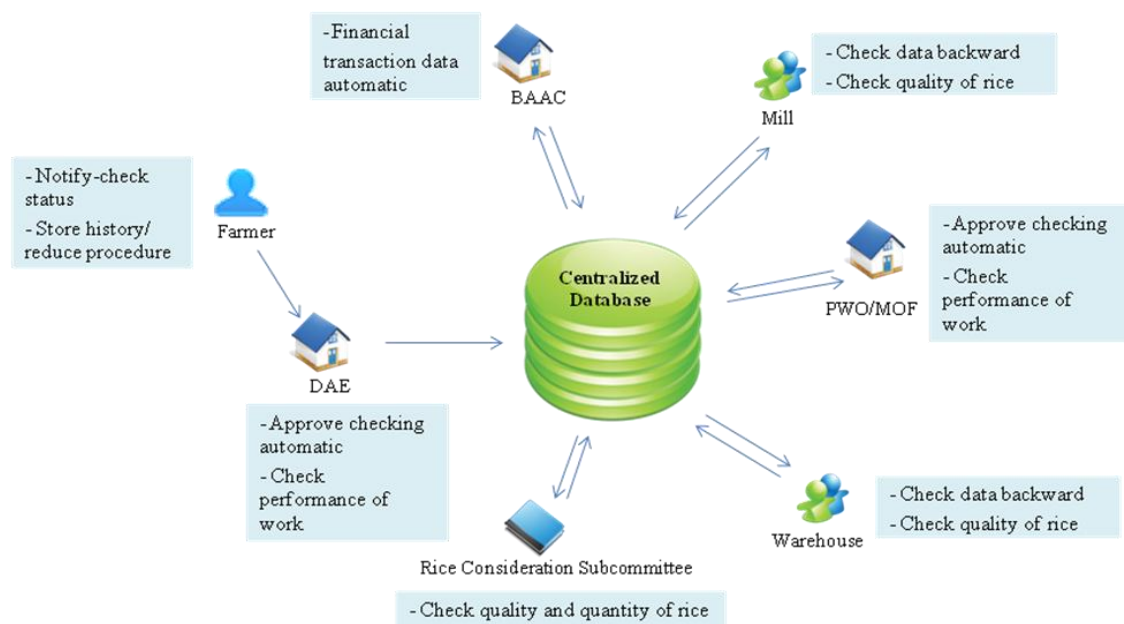 - Financial
transaction data
automatic
BAAC
- Check data backward
- Check quality of rice
Mill
- Notify-check
status
- Store history/
reduce procedure
Farmer
- Approve checking
automatic
- Check
performance of
work
PWO/MOF
Centralized
Database
DAE
- Approve checking
automatic
- Check
performance of
work
- Check data backward
- Check quality of rice
Warehouse
Rice Consideration Subcommittee
- Check quality and quantity of rice